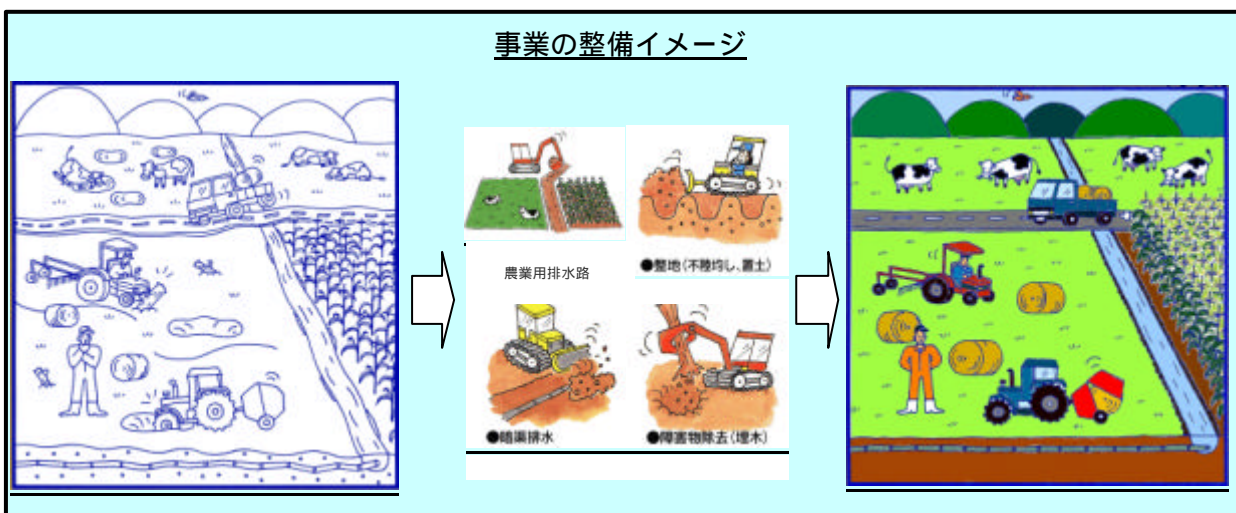 事業の整備イメージ
農業用排水路
●整地(不陸均し、置土)
●暗渠排水
●障害物除去(埋木)